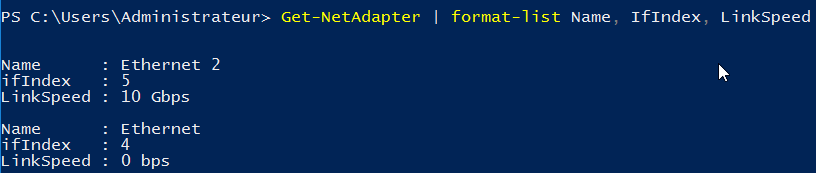 PS C:\Users\Administrateur> Get-NetAdapter | format-list Name, IfIndex, LinkSpeed
Name      : Ethernet 2
ifIndex   : 5
LinkSpeed : 10 Gbps
Name      : Ethernet
ifIndex   : 4
LinkSpeed : 0 bps